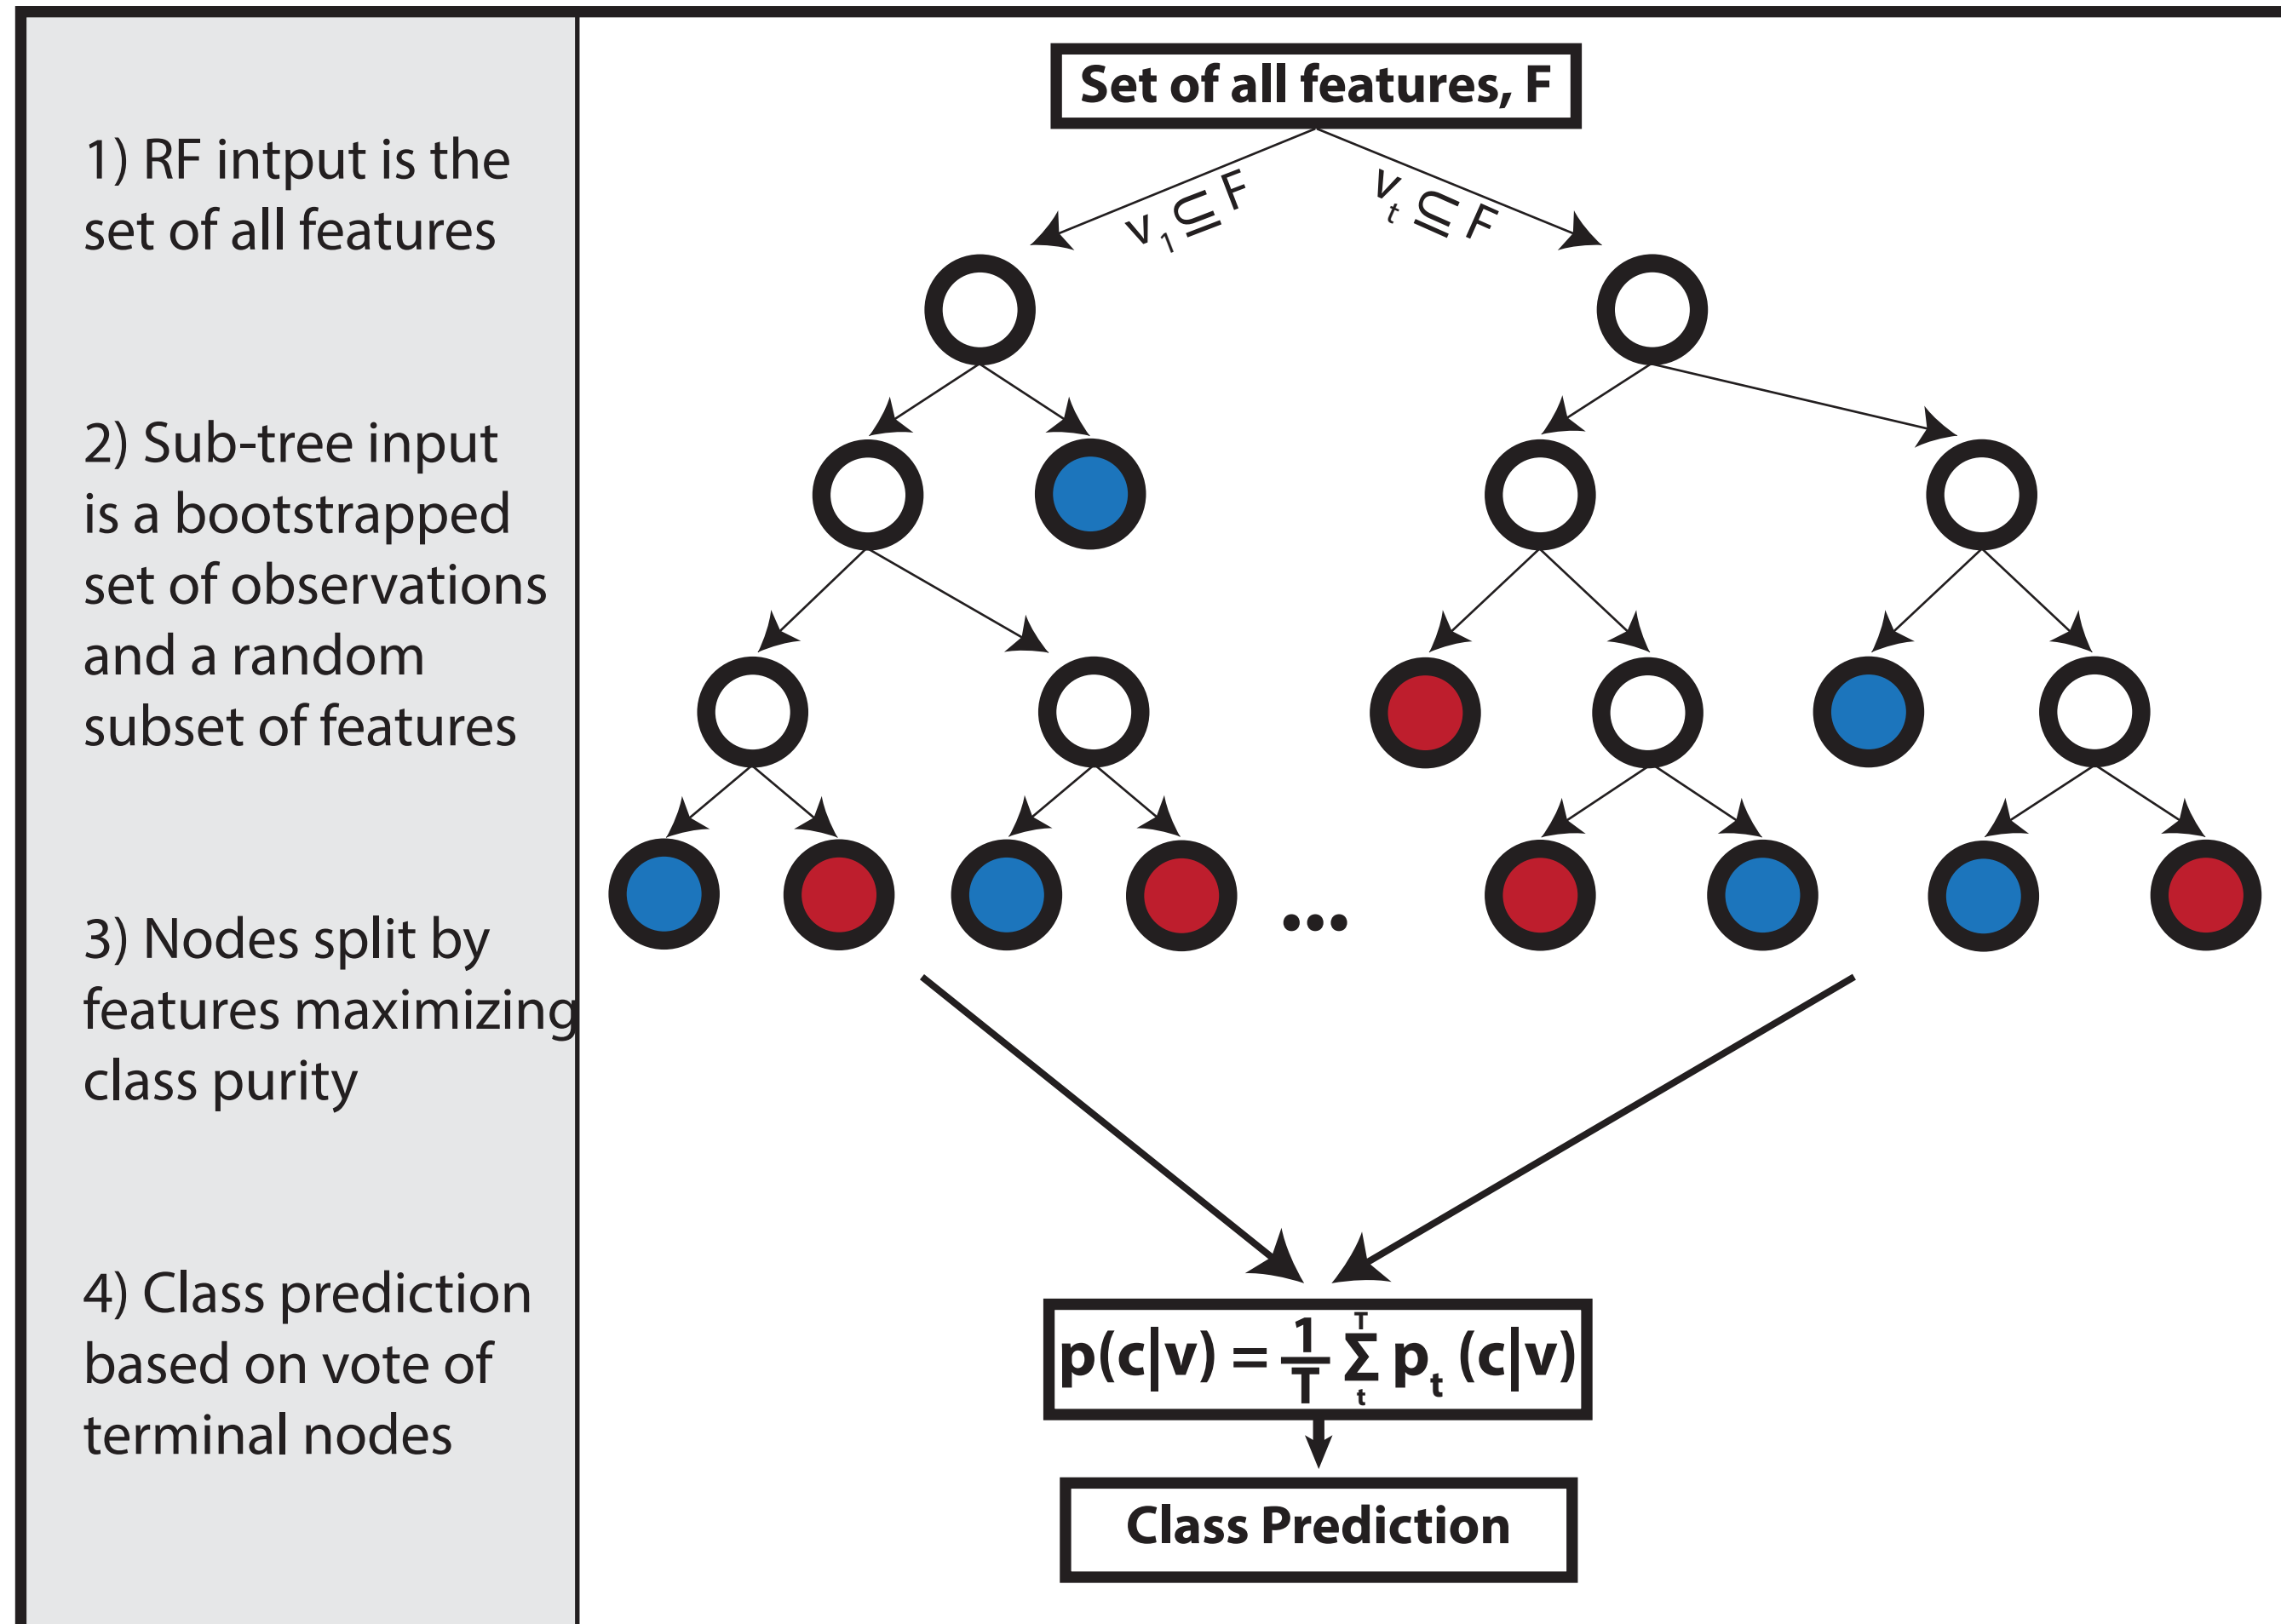 1) RF intput is the
set of all features
2) Sub-tree input
is a bootstrapped
set of observations
and a random
subset of features
3) Nodes split by
features maximizing
class purity
4) Class prediction
based on vote of
terminal nodes
Set of all features, F
v₁ ⊆ F
vₜ ⊆ F
...
p(c|v) = 1/T Σ_t^T pₜ (c|v)
Class Prediction